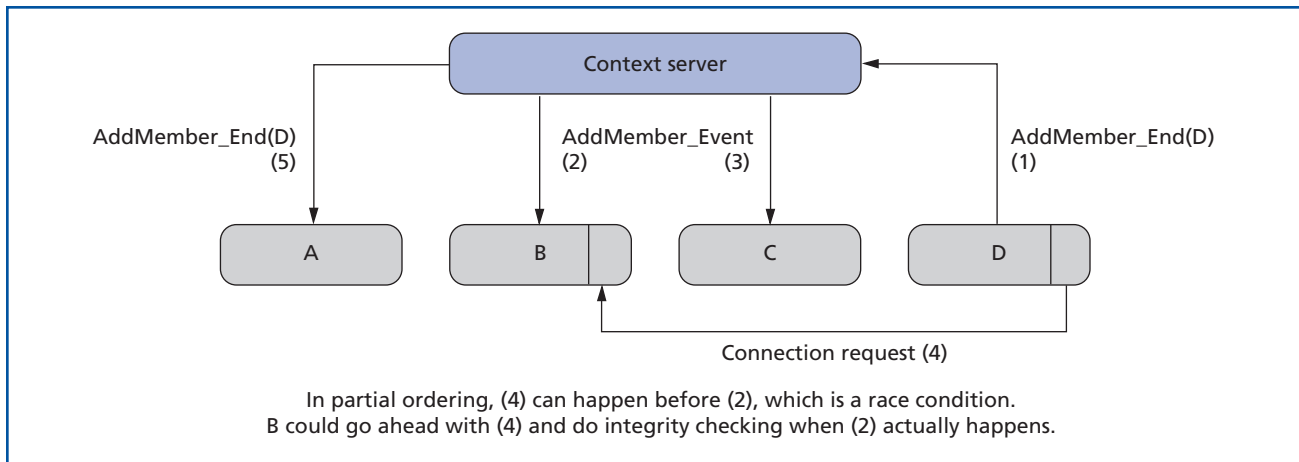 Context server
AddMember_End(D)
(5)
(2)
AddMember_Event
(3)
AddMember_End(D)
(1)
A
B
C
D
Connection request (4)
In partial ordering, (4) can happen before (2), which is a race condition.
B could go ahead with (4) and do integrity checking when (2) actually happens.